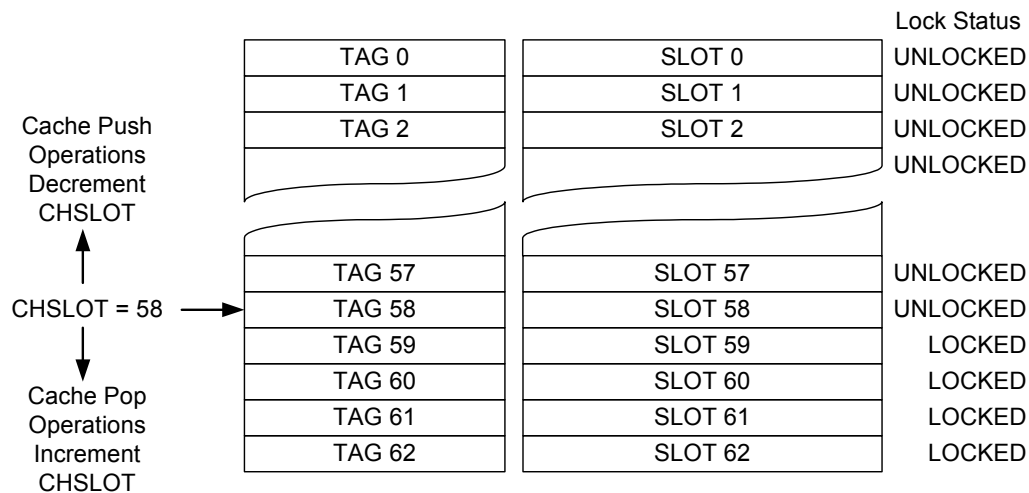 Lock Status
TAG 0 SLOT 0 UNLOCKED
TAG 1 SLOT 1 UNLOCKED
TAG 2 SLOT 2 UNLOCKED
UNLOCKED
Cache Push
Operations
Decrement
CHSLOT
TAG 57 SLOT 57 UNLOCKED
CHSLOT = 58 TAG 58 SLOT 58 UNLOCKED
TAG 59 SLOT 59 LOCKED
TAG 60 SLOT 60 LOCKED
TAG 61 SLOT 61 LOCKED
TAG 62 SLOT 62 LOCKED
Cache Pop
Operations
Increment
CHSLOT